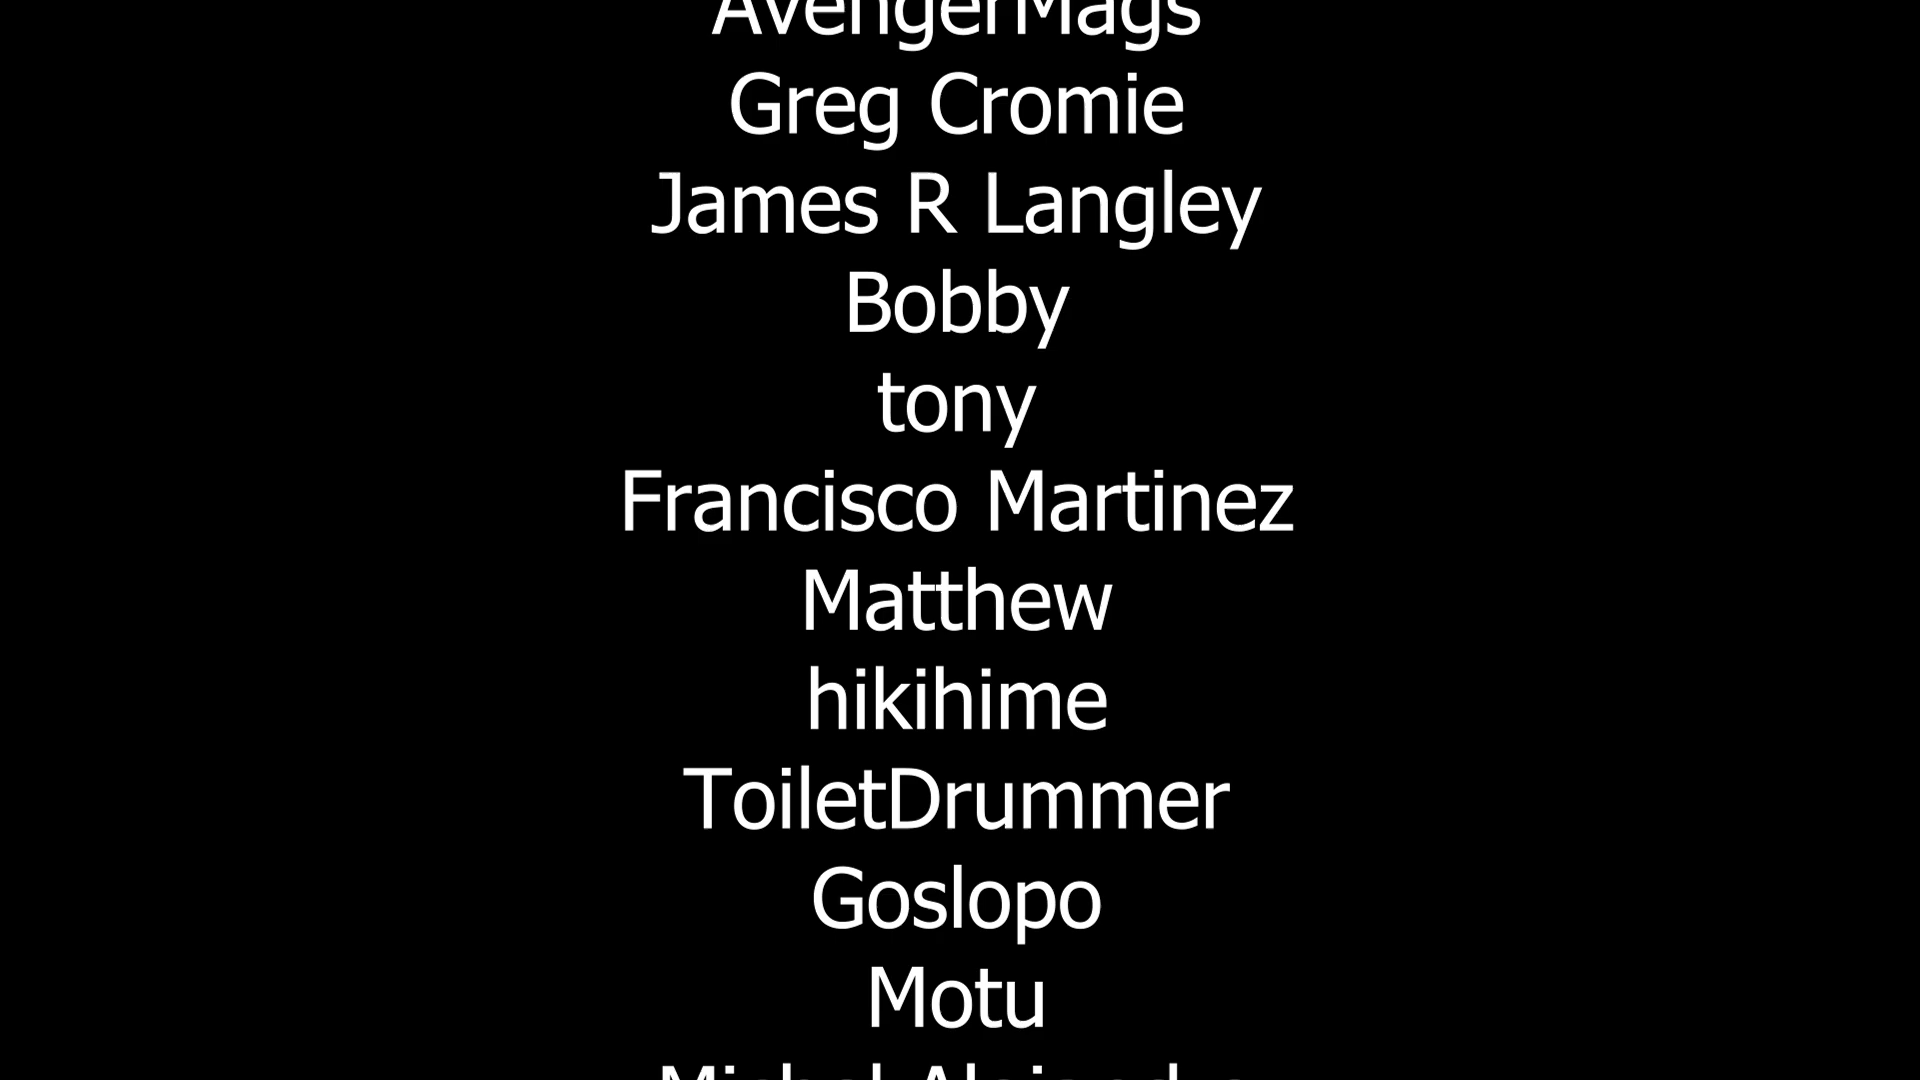 AvengerMags
Greg Cromie
James R Langley
Bobby
tony
Francisco Martinez
Matthew
hikihime
ToiletDrummer
Goslopo
Motu